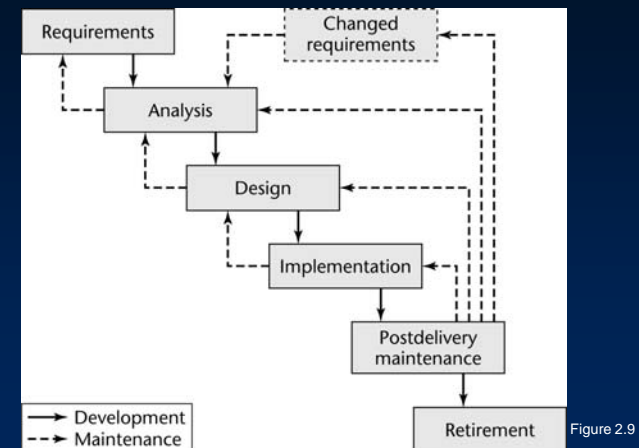 Requirements
Changed
requirements
Analysis
Design
Implementation
Postdelivery
maintenance
Development
Maintenance
Retirement
Figure 2.9